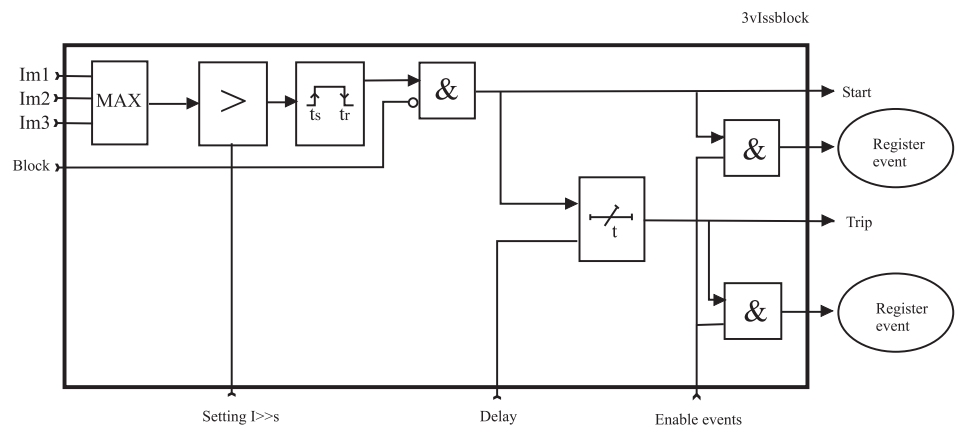 3vIssblock
Im1
Im2
Im3
Block
MAX
>
ts tr
&
Start
&
Register
event
t
Trip
&
Register
event
Setting I>>s
Delay
Enable events